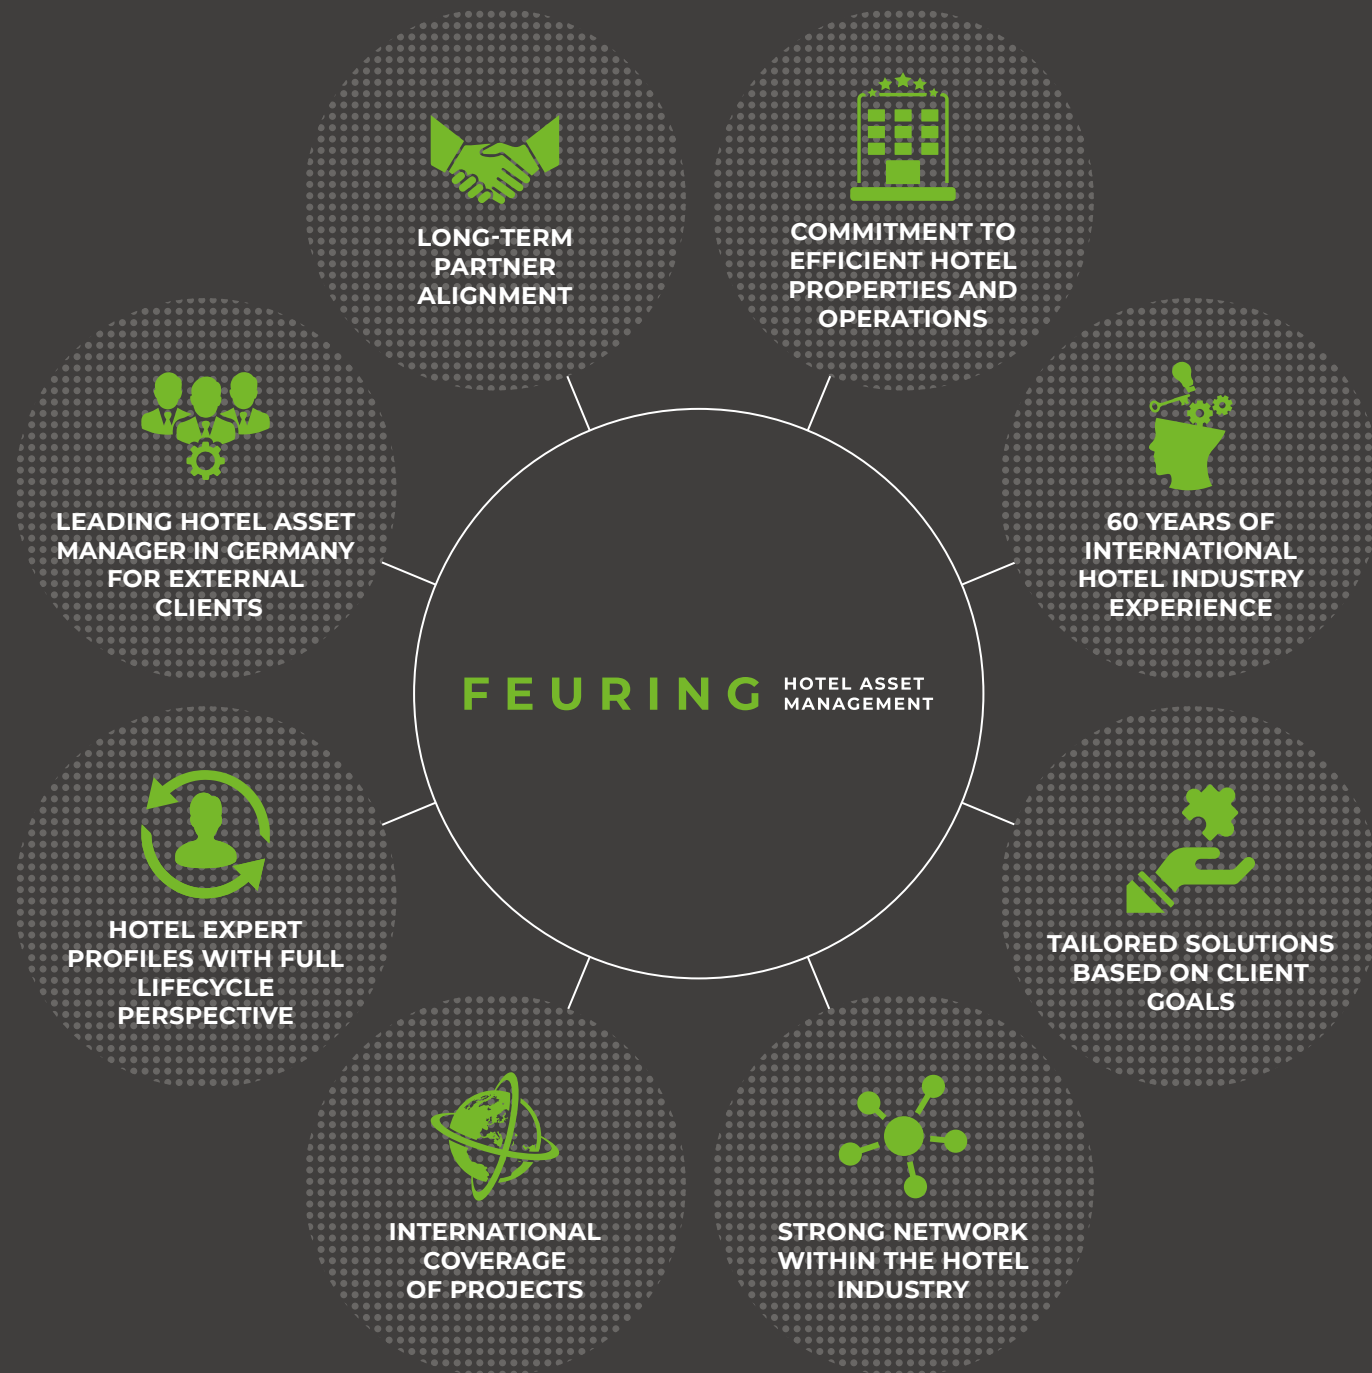 LONG-TERM
PARTNER
ALIGNMENT
COMMITMENT TO
EFFICIENT HOTEL
PROPERTIES AND
OPERATIONS
LEADING HOTEL ASSET
MANAGER IN GERMANY
FOR EXTERNAL
CLIENTS
60 YEARS OF
INTERNATIONAL
HOTEL INDUSTRY
EXPERIENCE
FEURING
HOTEL ASSET
MANAGEMENT
HOTEL EXPERT
PROFILES WITH FULL
LIFECYCLE
PERSPECTIVE
TAILORED SOLUTIONS
BASED ON CLIENT
GOALS
INTERNATIONAL
COVERAGE
OF PROJECTS
STRONG NETWORK
WITHIN THE HOTEL
INDUSTRY